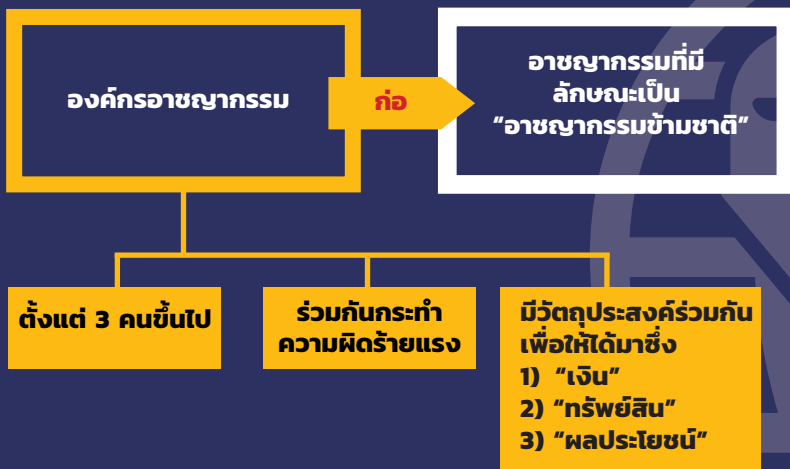 องค์กรอาชญากรรม
ก่อ
อาชญากรรมที่มี
ลักษณะเป็น
“อาชญากรรมข้ามชาติ”
ตั้งแต่ 3 คนขึ้นไป
ร่วมกันกระทำ
ความผิดร้ายแรง
มีวัตถุประสงค์ร่วมกัน
เพื่อให้ได้มาซึ่ง
1) “เงิน”
2) “ทรัพย์สิน”
3) “ผลประโยชน์”